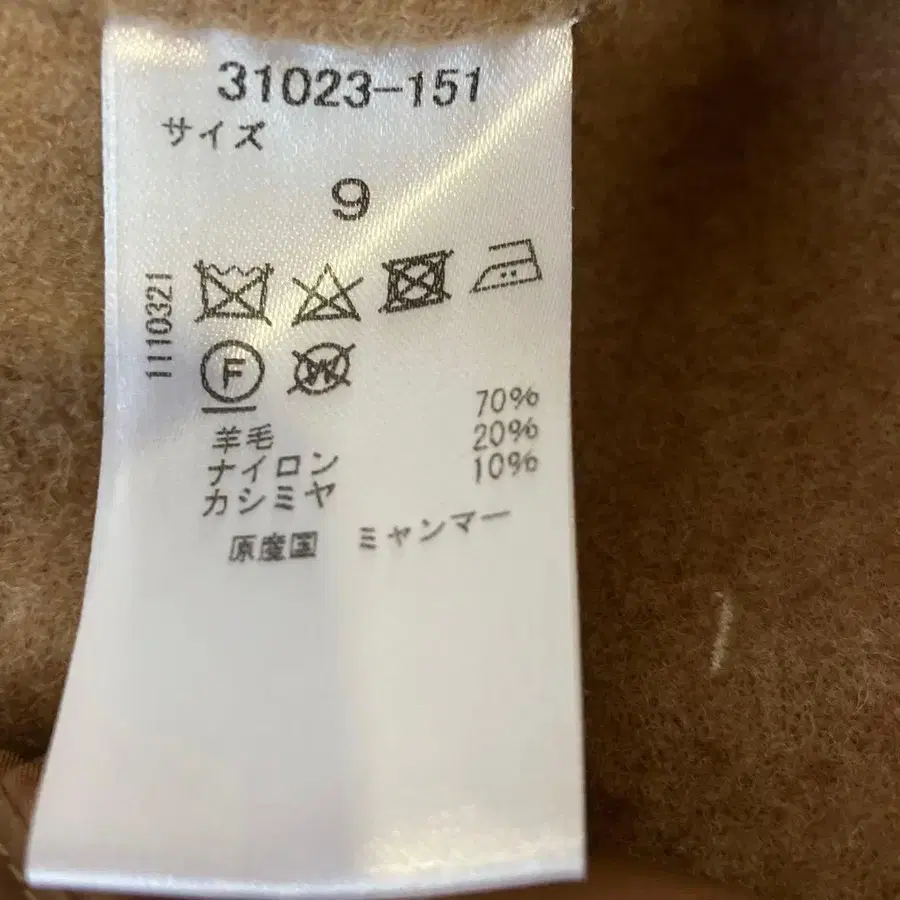 31023-151
サイズ
9
1110321
F
W
羊毛 70%
ナイロン 20%
カシミヤ 10%
原産国 ミャンマー